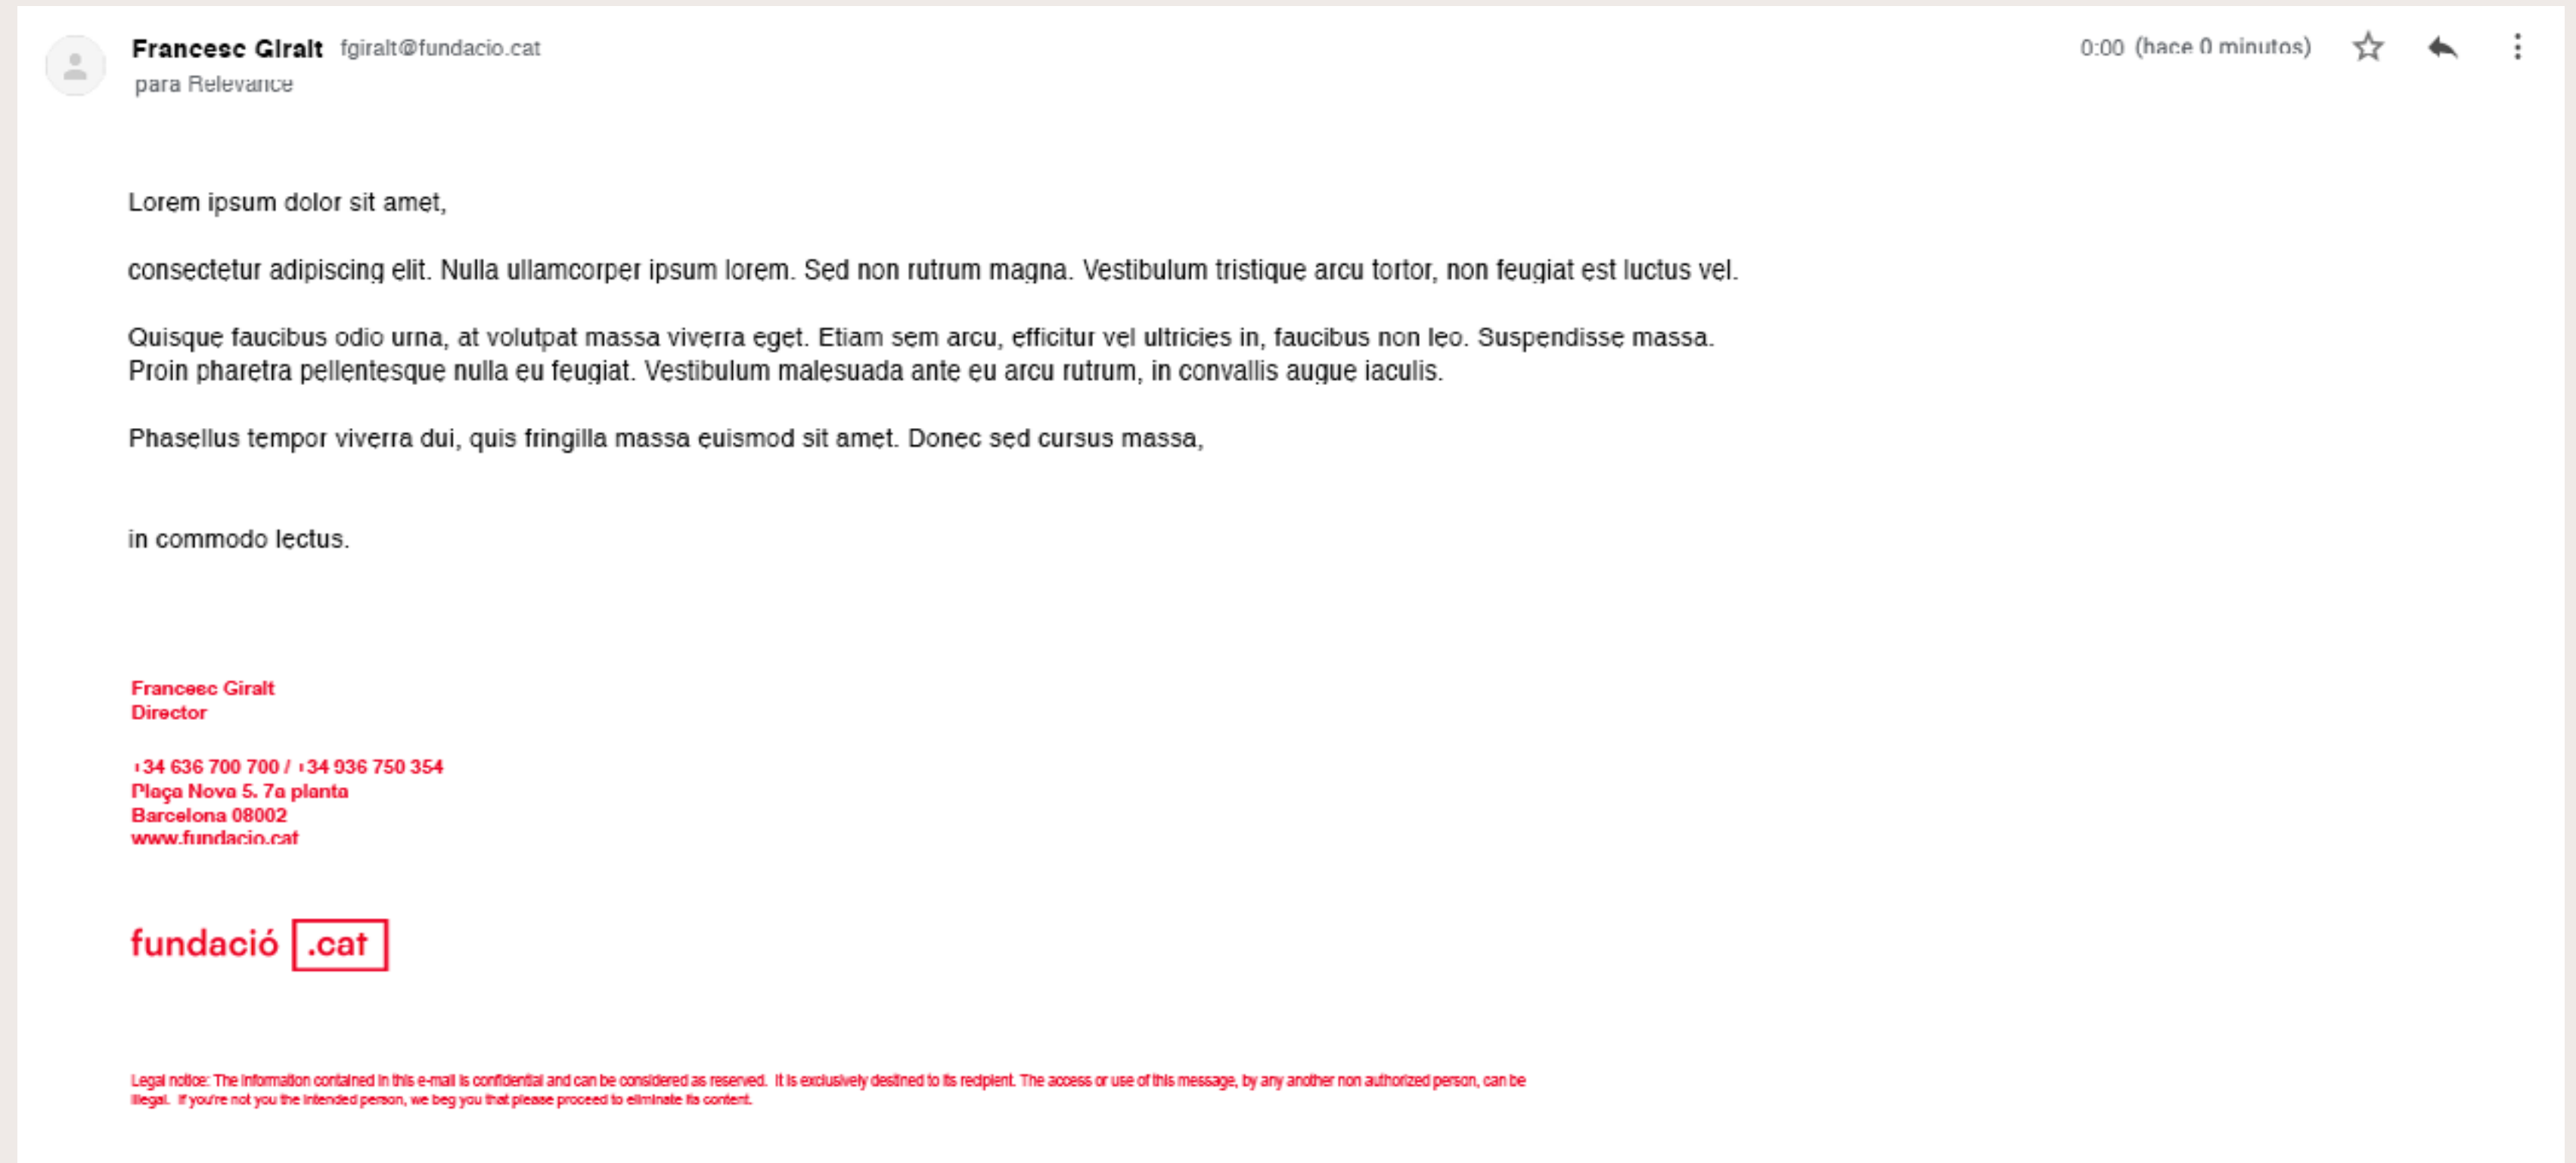 Francesc Giralt fgiralt@fundacio.cat 0:00 (hace 0 minutos)
para Relevance
Lorem ipsum dolor sit amet,
consectetur adipiscing elit. Nulla ullamcorper ipsum lorem. Sed non rutrum magna. Vestibulum tristique arcu tortor, non feugiat est luctus vel.
Quisque faucibus odio urna, at volutpat massa viverra eget. Etiam sem arcu, efficitur vel ultricies in, faucibus non leo. Suspendisse massa.
Proin pharetra pellentesque nulla eu feugiat. Vestibulum malesuada ante eu arcu rutrum, in convallis augue iaculis.
Phasellus tempor viverra dui, quis fringilla massa euismod sit amet. Donec sed cursus massa,
in commodo lectus.
Francesc Giralt
Director
+34 636 700 700 / +34 936 750 354
Plaça Nova 5. 7a planta
Barcelona 08002
www.fundacio.cat
fundació .cat
Legal notice: The information contained in this e-mail is confidential and can be considered as reserved. It is exclusively destined to its recipient. The access or use of this message, by any another non authorized person, can be
illegal. If you're not you the intended person, we beg you that please proceed to eliminate its content.